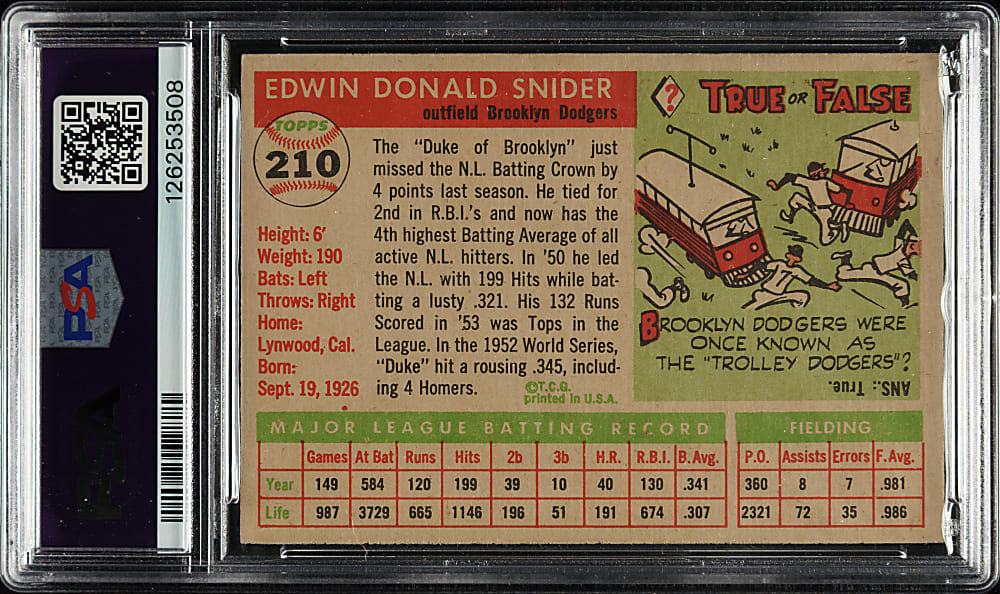 126253508
PSA
PSA
EDWIN DONALD SNIDER
outfield Brooklyn Dodgers
TOPPS
210
Height: 6'
Weight: 190
Bats: Left
Throws: Right
Home:
Lynwood, Cal.
Born:
Sept. 19, 1926
The "Duke of Brooklyn" just
missed the N.L. Batting Crown by
4 points last season. He tied for
2nd in R.B.I.'s and now has the
4th highest Batting Average of all
active N.L. hitters. In '50 he led
the N.L. with 199 Hits while bat-
ting a lusty .321. His 132 Runs
Scored in '53 was Tops in the
League. In the 1952 World Series,
"Duke" hit a rousing .345, includ-
ing 4 Homers.
©T.C.G.
printed in U.S.A.
? TRUE OR FALSE
BROOKLYN DODGERS WERE
ONCE KNOWN AS
THE "TROLLEY DODGERS"?
ANS.: True.
MAJOR LEAGUE BATTING RECORD
Games At Bat Runs Hits 2b 3b H.R. R.B.I. B.Avg.
Year 149 584 120 199 39 10 40 130 .341
Life 987 3729 665 1146 196 51 191 674 .307
FIELDING
P.O. Assists Errors F.Avg.
360 8 7 .981
2321 72 35 .986